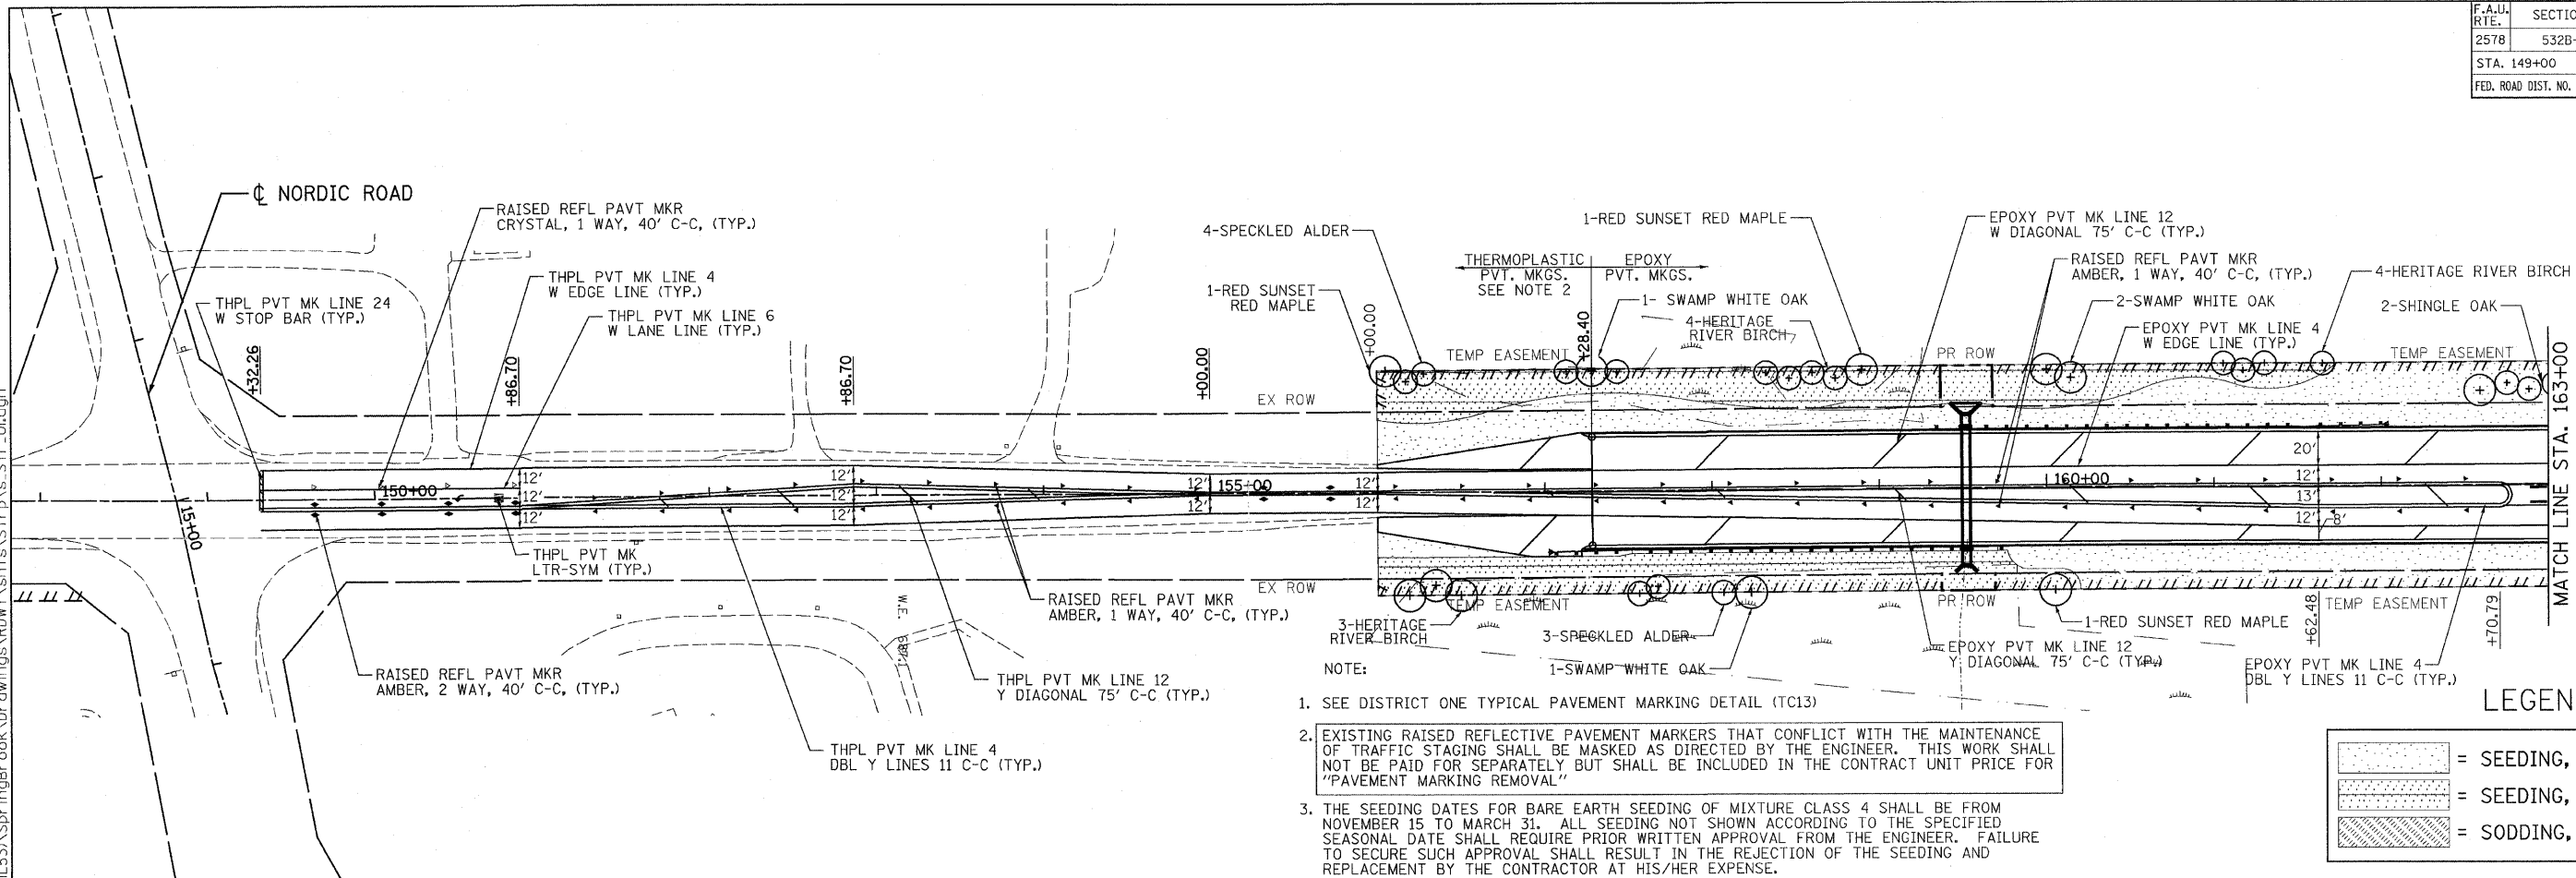 F.A.U. RTE.
SECTIO
2578
532B-
STA. 149+00
FED. ROAD DIST. NO.
℄ NORDIC ROAD
RAISED REFL PAVT MKR
CRYSTAL, 1 WAY, 40' C-C, (TYP.)
THPL PVT MK LINE 4
W EDGE LINE (TYP.)
THPL PVT MK LINE 24
W STOP BAR (TYP.)
THPL PVT MK LINE 6
W LANE LINE (TYP.)
+32.26
+86.70
+86.70
+00.00
4-SPECKLED ALDER
1-RED SUNSET
RED MAPLE
+00.00
THERMOPLASTIC
PVT. MKGS.
SEE NOTE 2
EPOXY
PVT. MKGS.
+28.40
1-RED SUNSET RED MAPLE
1- SWAMP WHITE OAK
4-HERITAGE
RIVER BIRCH
EPOXY PVT MK LINE 12
W DIAGONAL 75' C-C (TYP.)
RAISED REFL PAVT MKR
AMBER, 1 WAY, 40' C-C, (TYP.)
2-SWAMP WHITE OAK
EPOXY PVT MK LINE 4
W EDGE LINE (TYP.)
4-HERITAGE RIVER BIRCH
2-SHINGLE OAK
TEMP EASEMENT
PR ROW
TEMP EASEMENT
EX ROW
MATCH LINE STA. 163+00
12'
12'
12'
12'
12'
12'
12'
12'
12'
12'
20'
12'
13'
12'
8'
150+00
155+00
160+00
15+00
THPL PVT MK
LTR-SYM (TYP.)
RAISED REFL PAVT MKR
AMBER, 2 WAY, 40' C-C, (TYP.)
W.E.
THPL PVT MK LINE 4
DBL Y LINES 11 C-C (TYP.)
THPL PVT MK LINE 12
Y DIAGONAL 75' C-C (TYP.)
RAISED REFL PAVT MKR
AMBER, 1 WAY, 40' C-C, (TYP.)
EX ROW
TEMP EASEMENT
PR ROW
TEMP EASEMENT
3-HERITAGE
RIVER BIRCH
3-SPECKLED ALDER
1-SWAMP WHITE OAK
1-RED SUNSET RED MAPLE
EPOXY PVT MK LINE 12
Y DIAGONAL 75' C-C (TYP.)
+62.48
+70.79
EPOXY PVT MK LINE 4
DBL Y LINES 11 C-C (TYP.)
NOTE:
1. SEE DISTRICT ONE TYPICAL PAVEMENT MARKING DETAIL (TC13)
2. EXISTING RAISED REFLECTIVE PAVEMENT MARKERS THAT CONFLICT WITH THE MAINTENANCE
OF TRAFFIC STAGING SHALL BE MASKED AS DIRECTED BY THE ENGINEER. THIS WORK SHALL
NOT BE PAID FOR SEPARATELY BUT SHALL BE INCLUDED IN THE CONTRACT UNIT PRICE FOR
"PAVEMENT MARKING REMOVAL"
3. THE SEEDING DATES FOR BARE EARTH SEEDING OF MIXTURE CLASS 4 SHALL BE FROM
NOVEMBER 15 TO MARCH 31. ALL SEEDING NOT SHOWN ACCORDING TO THE SPECIFIED
SEASONAL DATE SHALL REQUIRE PRIOR WRITTEN APPROVAL FROM THE ENGINEER. FAILURE
TO SECURE SUCH APPROVAL SHALL RESULT IN THE REJECTION OF THE SEEDING AND
REPLACEMENT BY THE CONTRACTOR AT HIS/HER EXPENSE.
LEGEN
= SEEDING,
= SEEDING,
= SODDING,